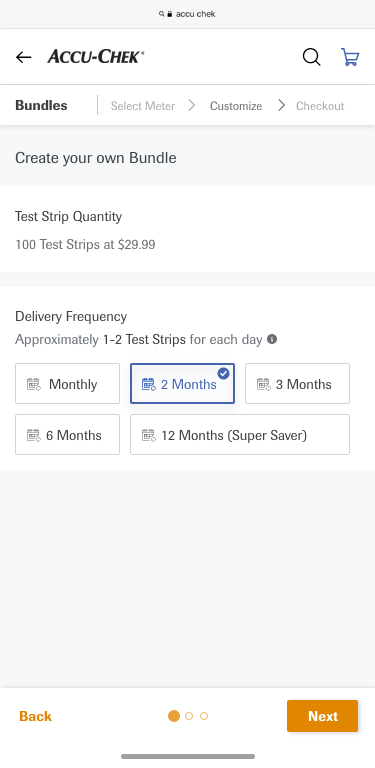 accu chek
ACCU-CHEK®
Bundles
Select Meter
Customize
Checkout
Create your own Bundle
Test Strip Quantity
100 Test Strips at $29.99
Delivery Frequency
Approximately 1-2 Test Strips for each day
Monthly
2 Months
3 Months
6 Months
12 Months (Super Saver)
Back
Next